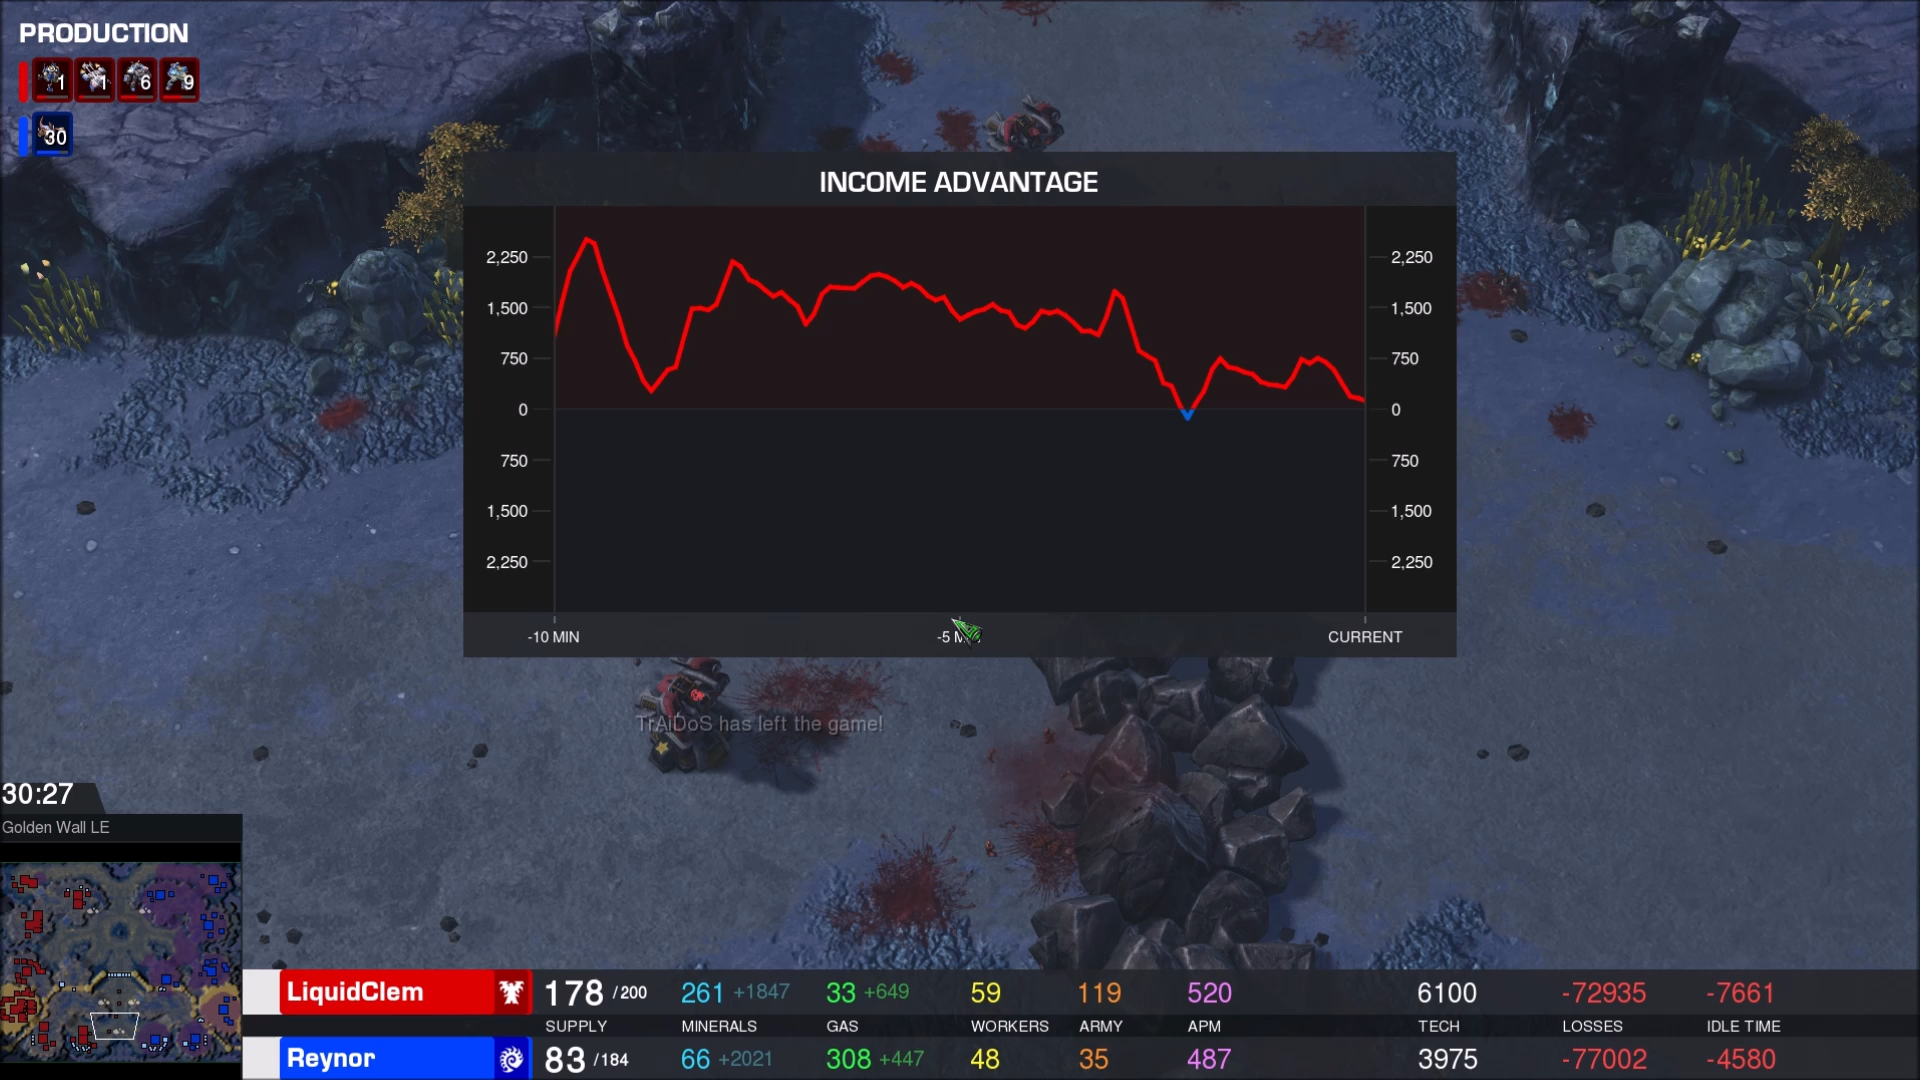 PRODUCTION
1 1 6 9
30
INCOME ADVANTAGE
2,250 2,250
1,500 1,500
750 750
0 0
750 750
1,500 1,500
2,250 2,250
-10 MIN -5 M CURRENT
TrAiDoS has left the game!
30:27
Golden Wall LE
LiquidClem 178 /200 261 +1847 33 +649 59 119 520 6100 -72935 -7661
SUPPLY MINERALS GAS WORKERS ARMY APM TECH LOSSES IDLE TIME
Reynor 83 /184 66 +2021 308 +447 48 35 487 3975 -77002 -4580